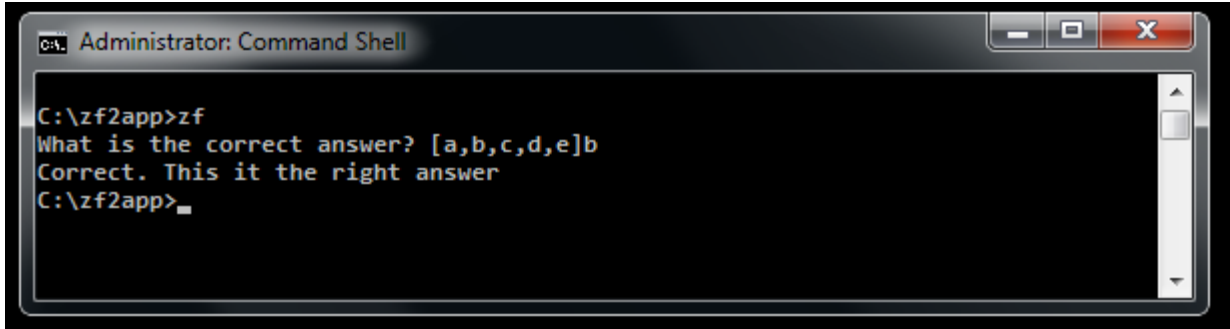 Administrator: Command Shell
C:\zf2app>zf
What is the correct answer? [a,b,c,d,e]b
Correct. This it the right answer
C:\zf2app>_